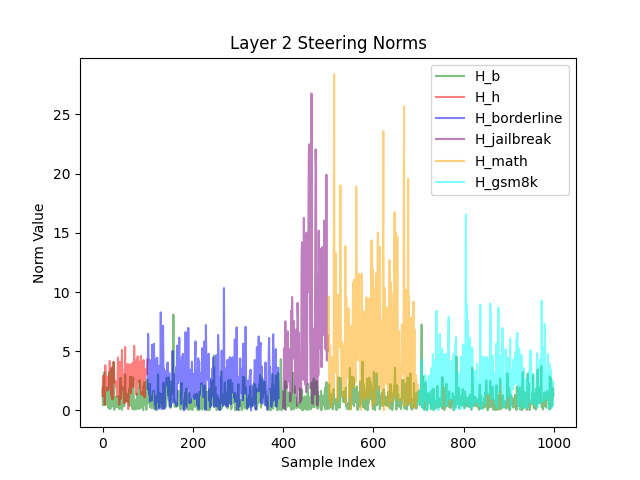 Layer 2 Steering Norms
H_b
H_h
H_borderline
H_jailbreak
H_math
H_gsm8k
Norm Value
25
20
15
10
5
0
0
200
400
600
800
1000
Sample Index